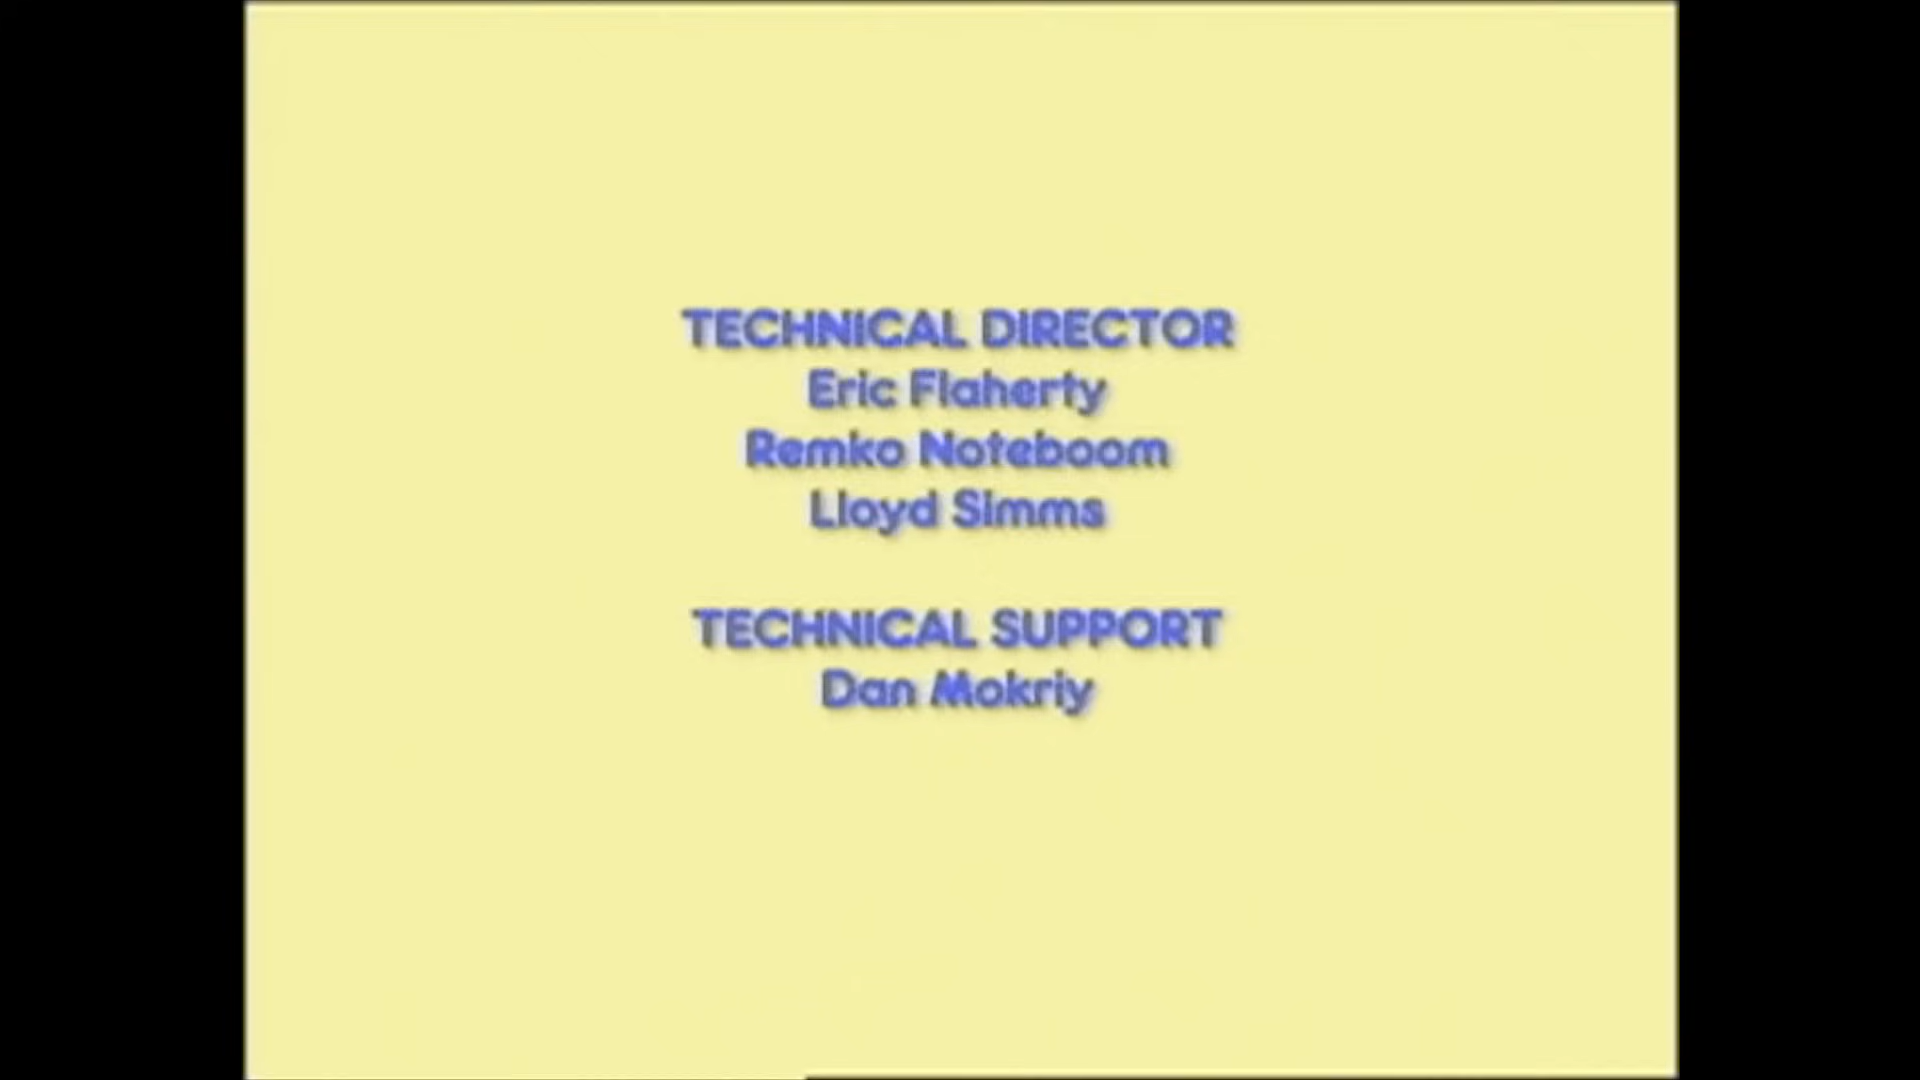 TECHNICAL DIRECTOR
Eric Flaherty
Remko Noteboom
Lloyd Simms
TECHNICAL SUPPORT
Dan Mokriy